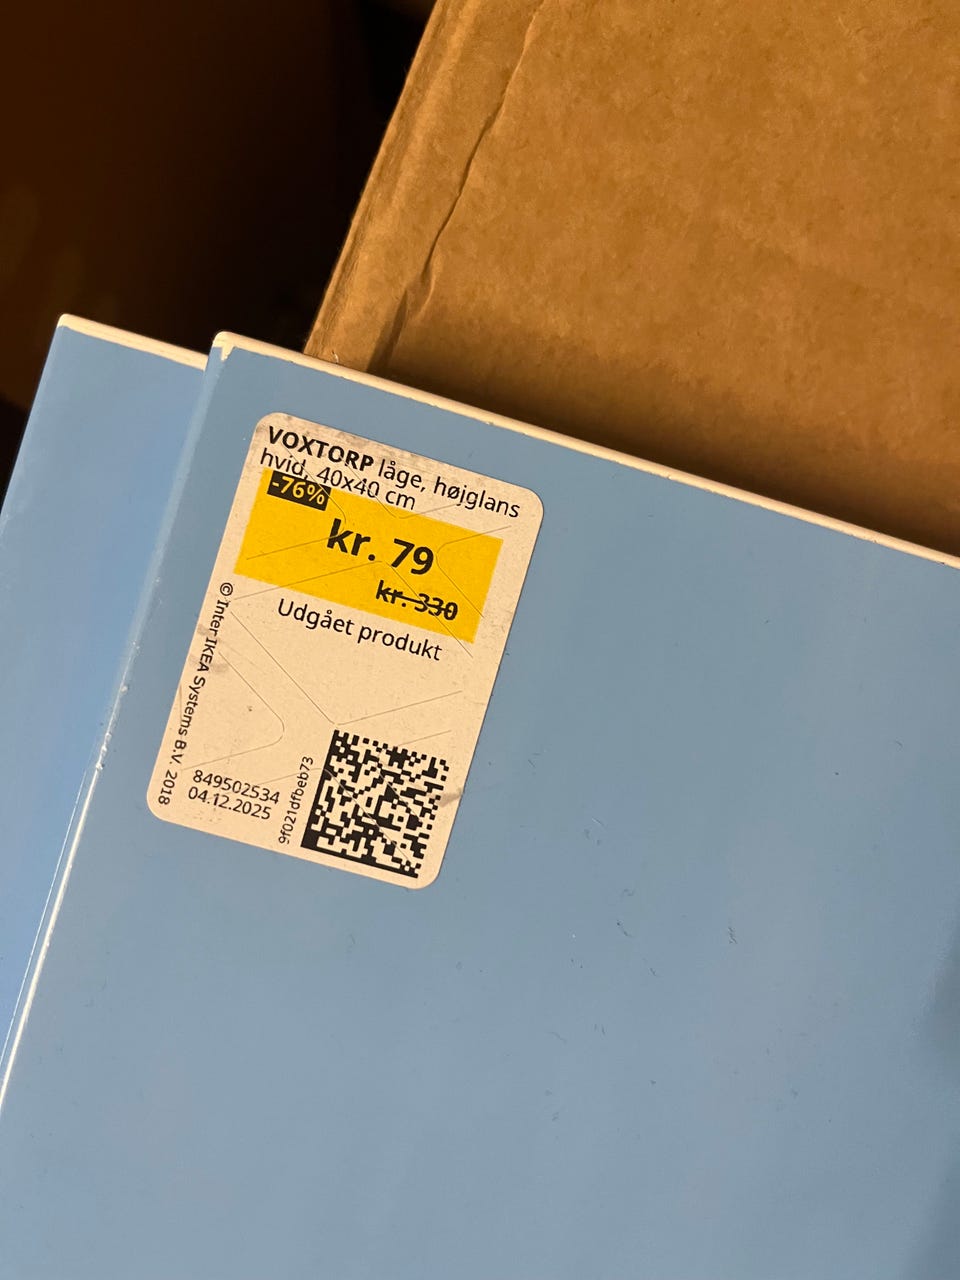 VOXTORP låge, højglans
hvid, 40x40 cm
-76%
kr. 79
kr. 330
Udgået produkt
© Inter IKEA Systems B.V. 2018
849502534
04.12.2025
9f021dfbeb73